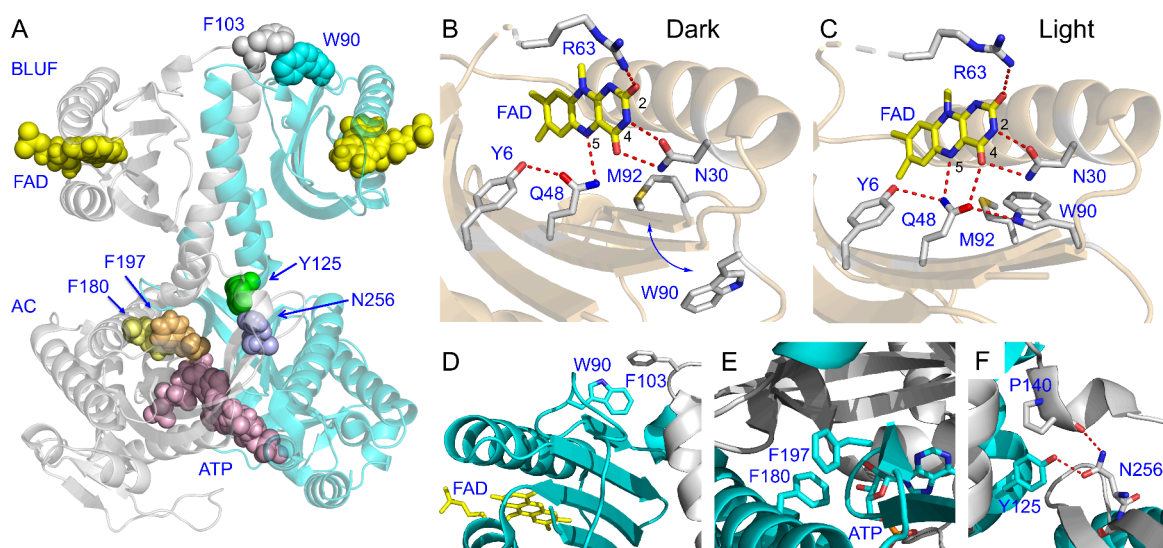 A
F103
W90
BLUF
FAD
Y125
F197
F180
N256
AC
ATP
B
Dark
R63
FAD
2
4
5
Y6
M92
N30
Q48
W90
C
Light
R63
FAD
2
4
5
Y6
N30
Q48
W90
M92
D
W90
F103
FAD
E
F197
F180
ATP
F
P140
N256
Y125